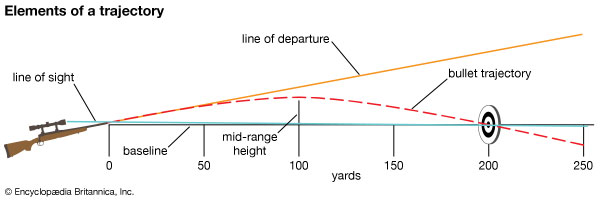 Elements of a trajectory
line of departure
line of sight
bullet trajectory
baseline
mid-range
height
0
50
100
150
200
250
yards
© Encyclopædia Britannica, Inc.